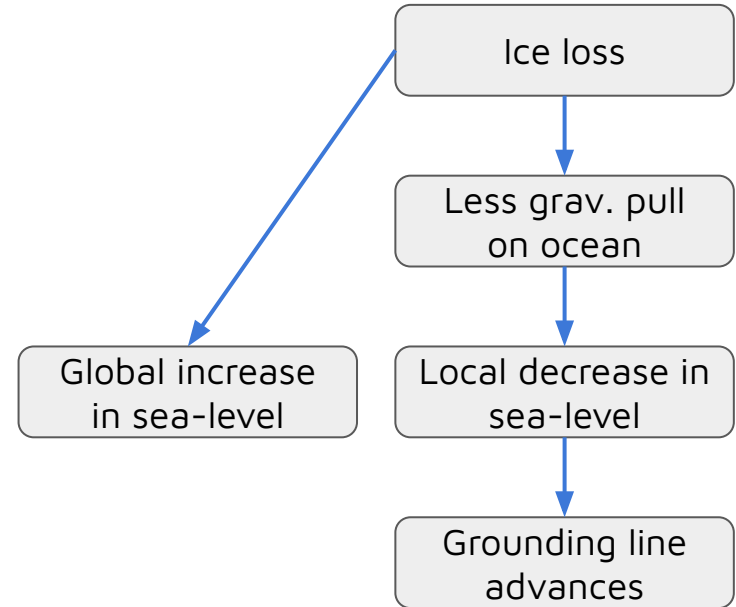 Ice loss
Less grav. pull
on ocean
Global increase
in sea-level
Local decrease in
sea-level
Grounding line
advances